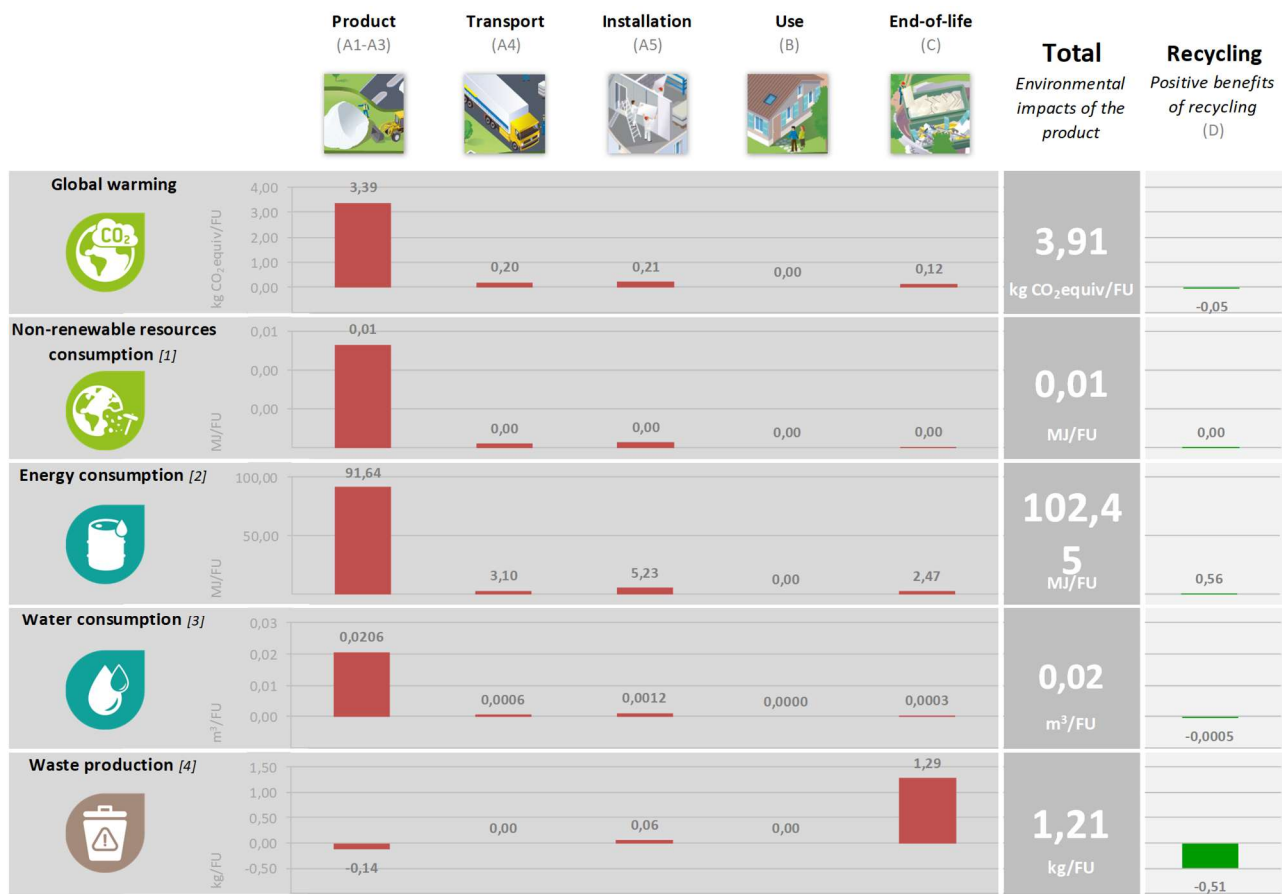 Product
(A1-A3)
Transport
(A4)
Installation
(A5)
Use
(B)
End-of-life
(C)
Total
Environmental
impacts of the
product
Recycling
Positive benefits
of recycling
(D)
Global warming
CO₂
kg CO₂equiv/FU
4,00
3,00
2,00
1,00
0,00
3,39
0,20
0,21
0,00
0,12
3,91
kg CO₂equiv/FU
-0,05
Non-renewable resources
consumption [1]
MJ/FU
0,01
0,00
0,00
0,01
0,00
0,00
0,00
0,00
0,01
MJ/FU
0,00
Energy consumption [2]
MJ/FU
100,00
50,00
91,64
3,10
5,23
0,00
2,47
102,4
5
MJ/FU
0,56
Water consumption [3]
m³/FU
0,03
0,02
0,01
0,00
0,0206
0,0006
0,0012
0,0000
0,0003
0,02
m³/FU
-0,0005
Waste production [4]
kg/FU
1,50
1,00
0,50
0,00
-0,50
-0,14
0,00
0,06
0,00
1,29
1,21
kg/FU
-0,51